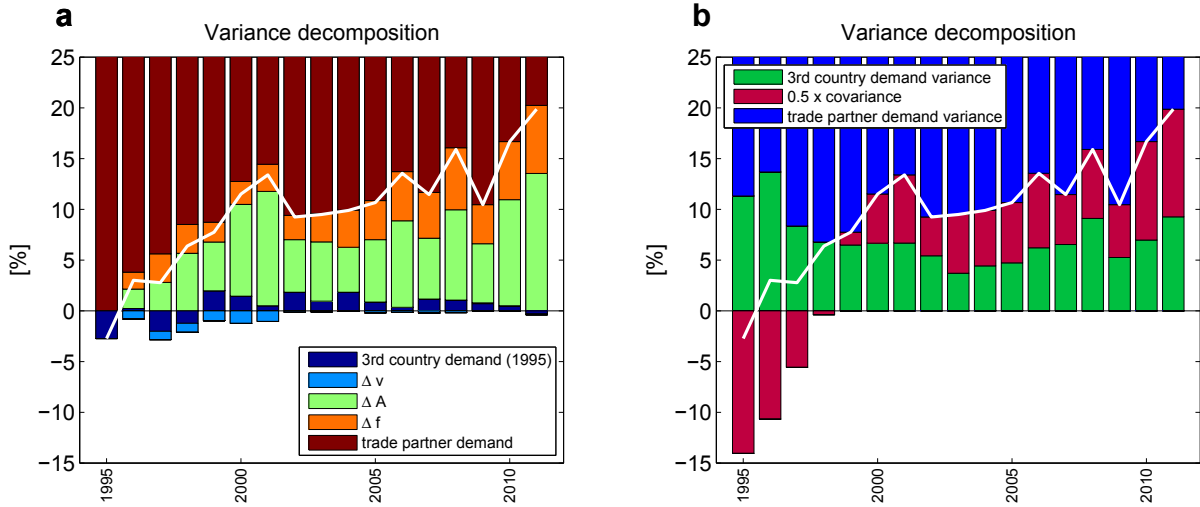 a
Variance decomposition
[%]
25
20
15
10
5
0
−5
−10
−15
1995
2000
2005
2010
3rd country demand (1995)
Δ v
Δ A
Δ f
trade partner demand
b
Variance decomposition
[%]
25
20
15
10
5
0
−5
−10
−15
1995
2000
2005
2010
3rd country demand variance
0.5 x covariance
trade partner demand variance